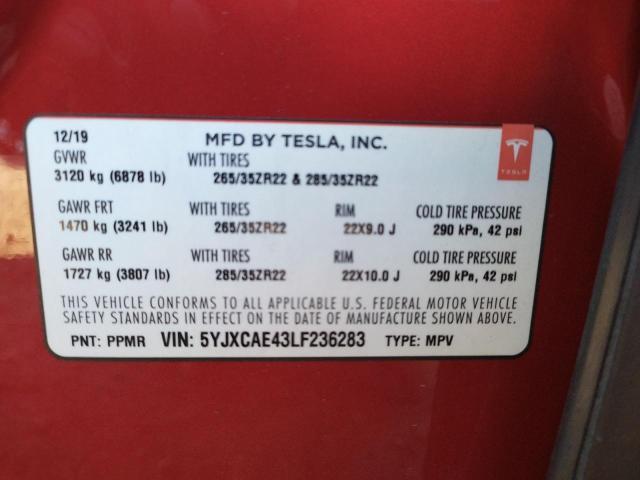 12/19 MFD BY TESLA, INC.
GVWR WITH TIRES
3120 kg (6878 lb) 265/35ZR22 & 285/35ZR22
TESLA
GAWR FRT WITH TIRES RIM COLD TIRE PRESSURE
1470 kg (3241 lb) 265/35ZR22 22X9.0 J 290 kPa, 42 psi
GAWR RR WITH TIRES RIM COLD TIRE PRESSURE
1727 kg (3807 lb) 285/35ZR22 22X10.0 J 290 kPa, 42 psi
THIS VEHICLE CONFORMS TO ALL APPLICABLE U.S. FEDERAL MOTOR VEHICLE
SAFETY STANDARDS IN EFFECT ON THE DATE OF MANUFACTURE SHOWN ABOVE.
PNT: PPMR VIN: 5YJXCAE43LF236283 TYPE: MPV